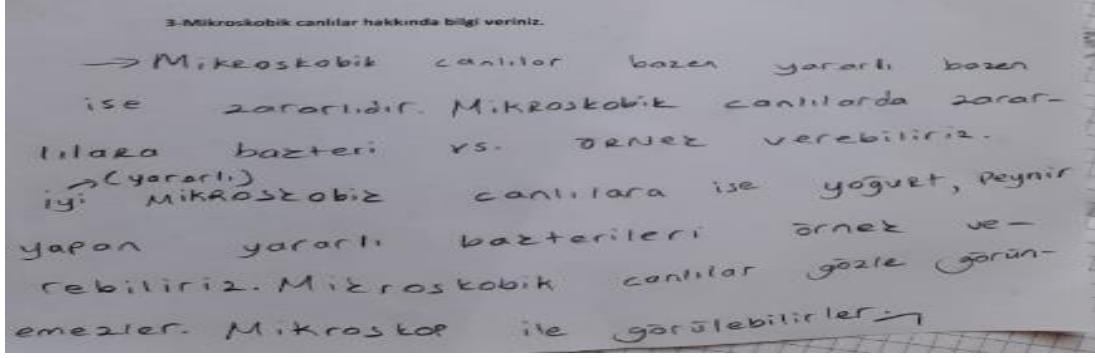 3-Mikroskobik canlılar hakkında bilgi veriniz.
→ Mikroskobik canlılar bazen yararlı bazen
ise zararlıdır. Mikroskobik canlılarda zarar-
lılara bakteri vs. örnek verebiliriz.
→(yararlı)
iyi mikroskobik canlılara ise yoğurt, peynir
yapan yararlı bakterileri örnek ve-
rebiliriz. Mikroskobik canlılar gözle görün-
emezler. Mikroskop ile görülebilirler.